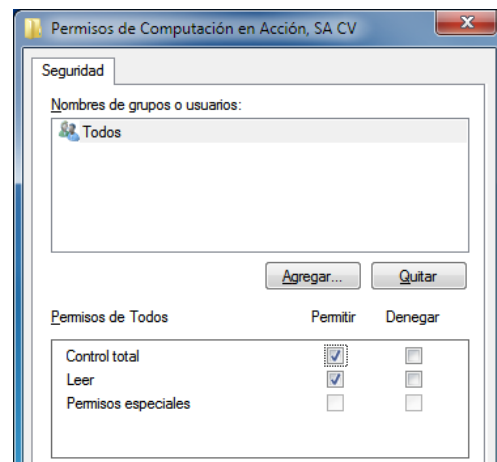 Permisos de Computación en Acción, SA CV
Seguridad
Nombres de grupos o usuarios:
Todos
Agregar... Quitar
Permisos de Todos Permitir Denegar
Control total
Leer
Permisos especiales